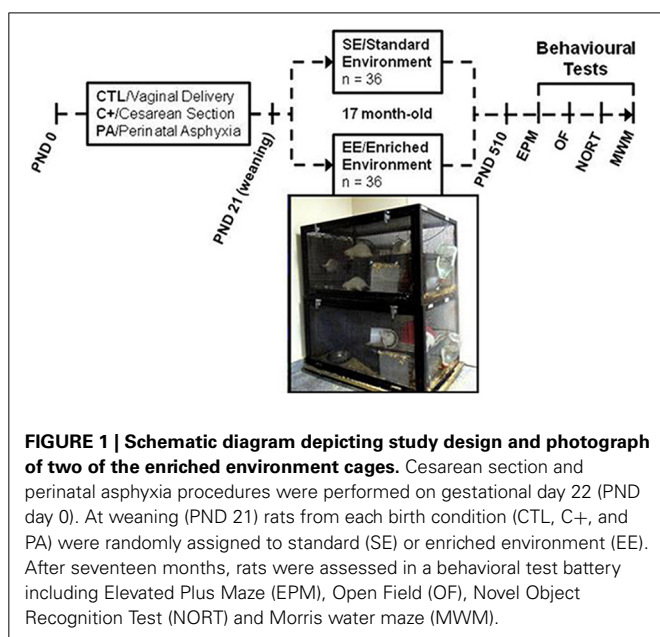 SE/Standard
Environment
n = 36
Behavioural
Tests
CTL/Vaginal Delivery
C+/Cesarean Section
PA/Perinatal Asphyxia
17 month-old
EE/Enriched
Environment
n = 36
PND 0
PND 21 (weaning)
PND 510
EPM
OF
NORT
MWM
FIGURE 1 | Schematic diagram depicting study design and photograph
of two of the enriched environment cages. Cesarean section and
perinatal asphyxia procedures were performed on gestational day 22 (PND
day 0). At weaning (PND 21) rats from each birth condition (CTL, C+, and
PA) were randomly assigned to standard (SE) or enriched environment (EE).
After seventeen months, rats were assessed in a behavioral test battery
including Elevated Plus Maze (EPM), Open Field (OF), Novel Object
Recognition Test (NORT) and Morris water maze (MWM).